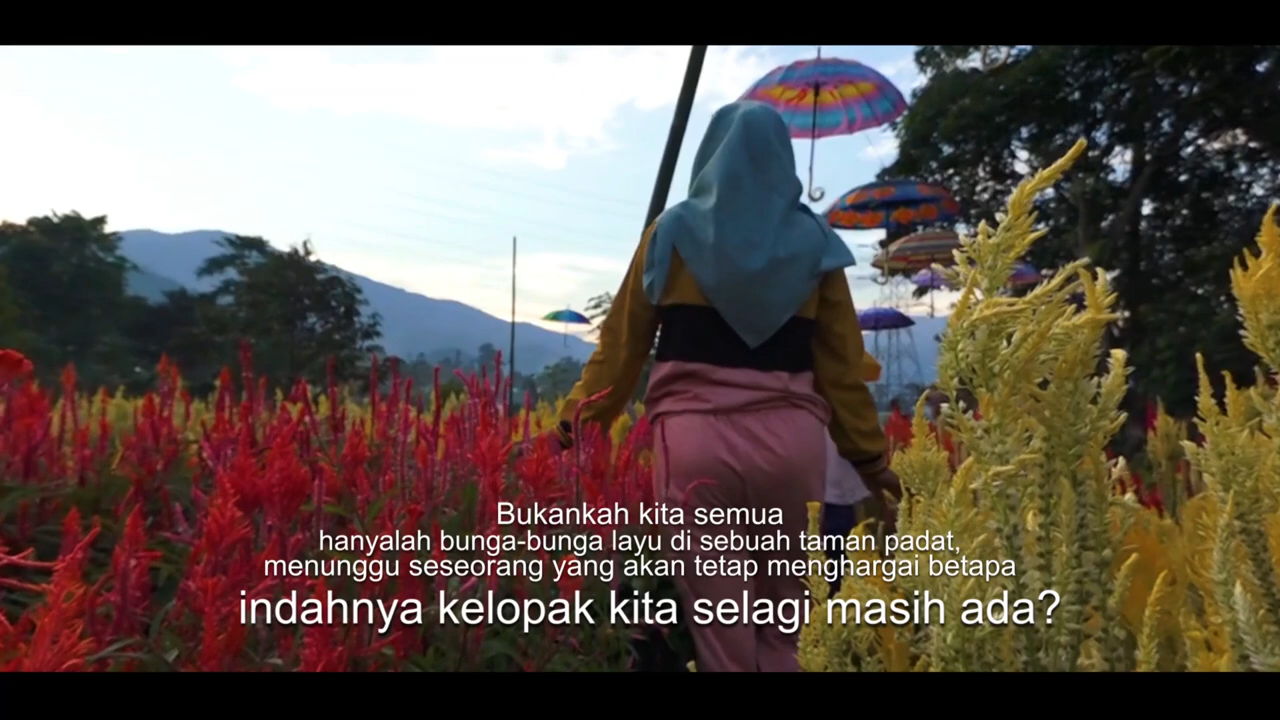 Bukankah kita semua
hanyalah bunga-bunga layu di sebuah taman padat,
menunggu seseorang yang akan tetap menghargai betapa
indahnya kelopak kita selagi masih ada?